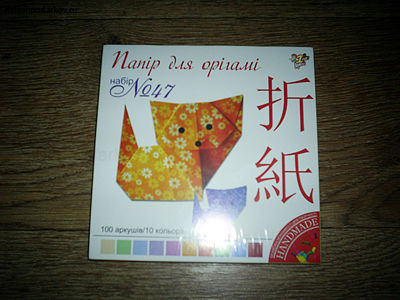 Папір для орігамі
набір
№47
折
紙
100 аркушів/10 кольорів
HANDMADE